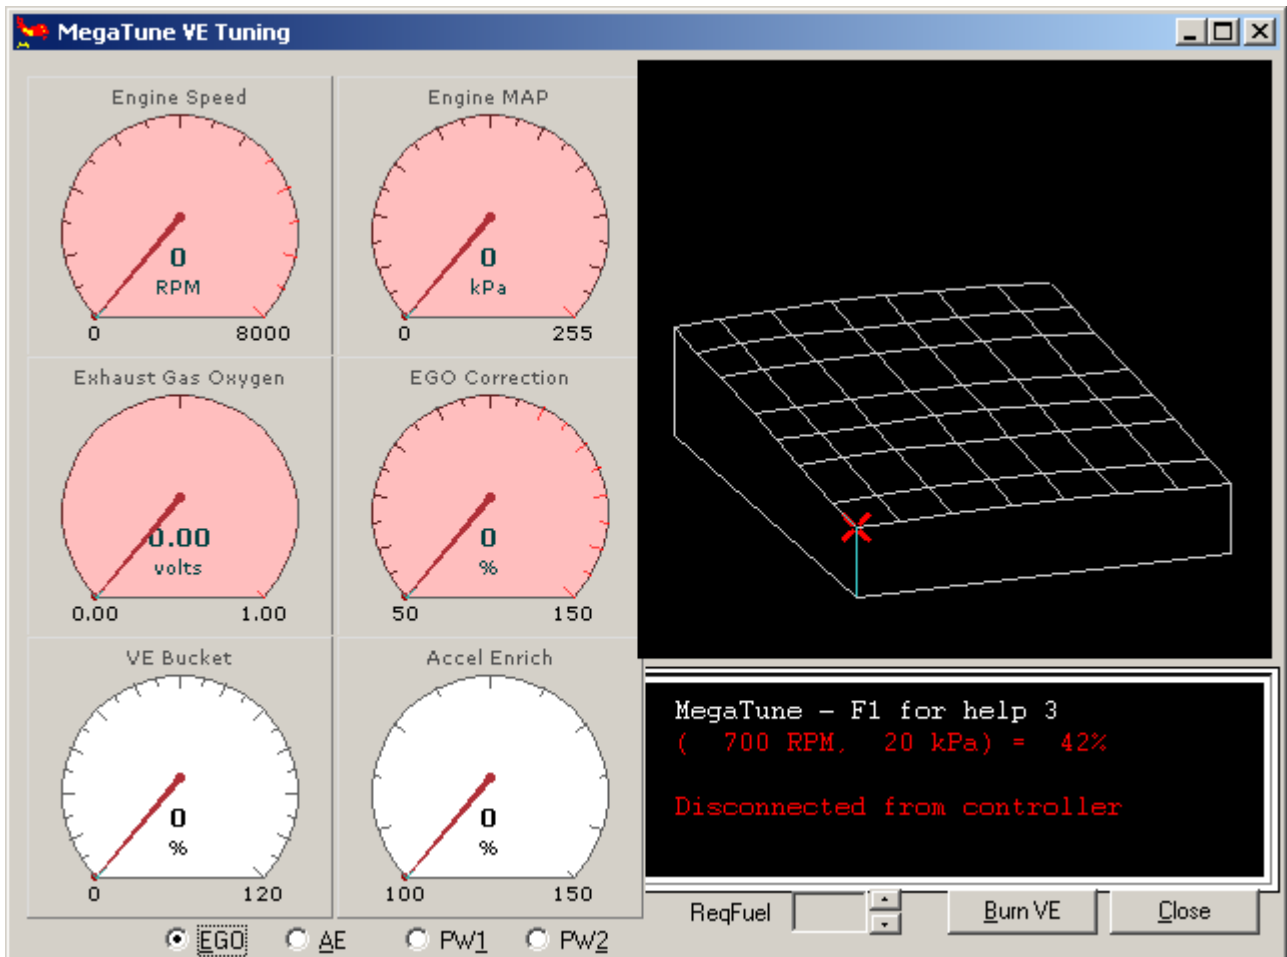 MegaTune VE Tuning
Engine Speed
0
RPM
0 8000
Engine MAP
0
kPa
0 255
Exhaust Gas Oxygen
0.00
volts
0.00 1.00
EGO Correction
0
%
50 150
VE Bucket
0
%
0 120
Accel Enrich
0
%
100 150
MegaTune - F1 for help 3
( 700 RPM, 20 kPa) = 42%
Disconnected from controller
ReqFuel
Burn VE
Close
EGO AE PW1 PW2